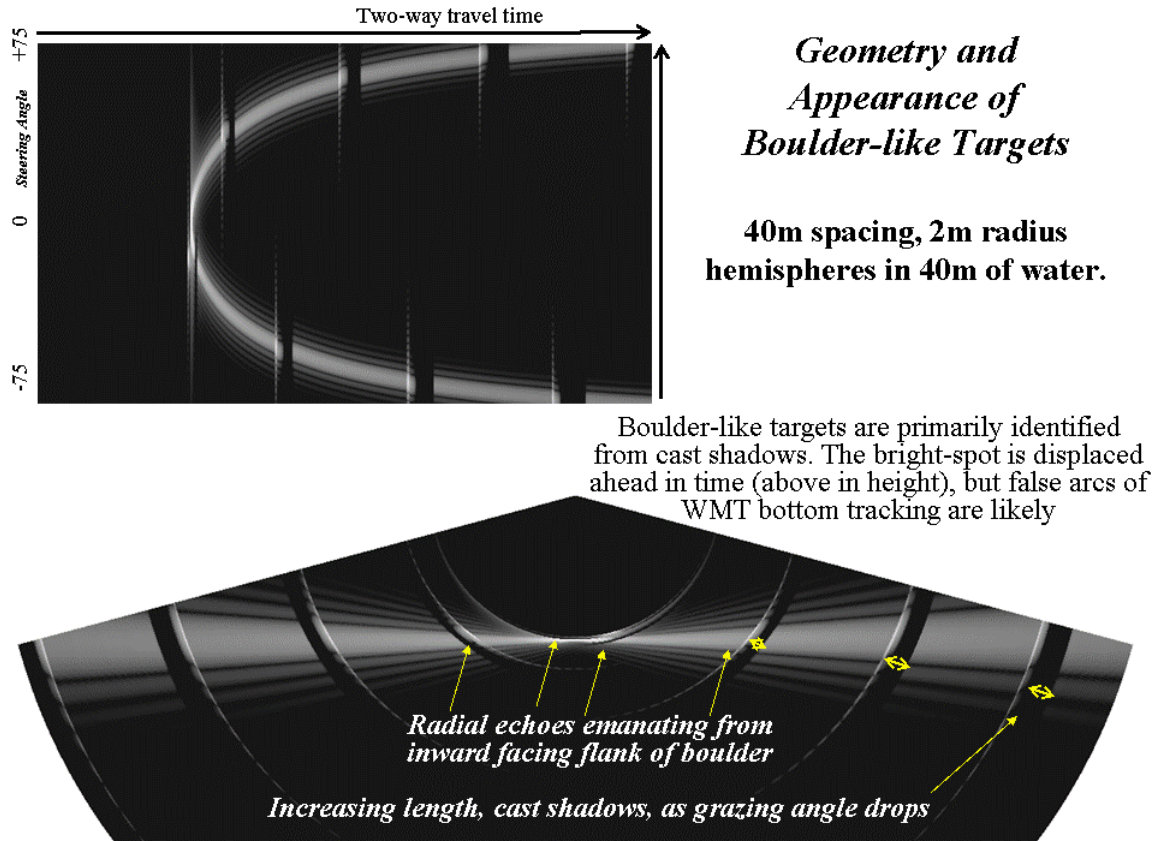 Two-way travel time
+75
Steering Angle
0
-75
Geometry and
Appearance of
Boulder-like Targets
40m spacing, 2m radius
hemispheres in 40m of water.
Boulder-like targets are primarily identified
from cast shadows. The bright-spot is displaced
ahead in time (above in height), but false arcs of
WMT bottom tracking are likely
Radial echoes emanating from
inward facing flank of boulder
Increasing length, cast shadows, as grazing angle drops